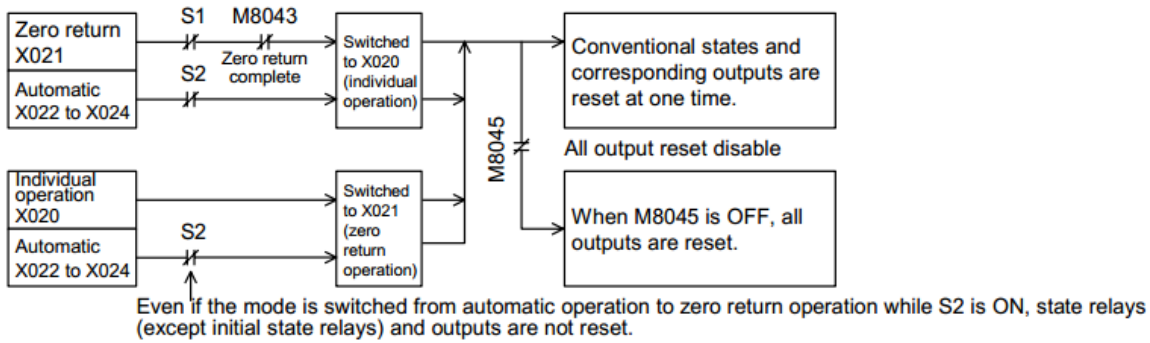 Zero return
X021
Automatic
X022 to X024
S1
M8043
Zero return
complete
S2
Switched
to X020
(individual
operation)
Conventional states and
corresponding outputs are
reset at one time.
M8045
All output reset disable
Individual
operation
X020
Automatic
X022 to X024
S2
Switched
to X021
(zero
return
operation)
When M8045 is OFF, all
outputs are reset.
Even if the mode is switched from automatic operation to zero return operation while S2 is ON, state relays
(except initial state relays) and outputs are not reset.